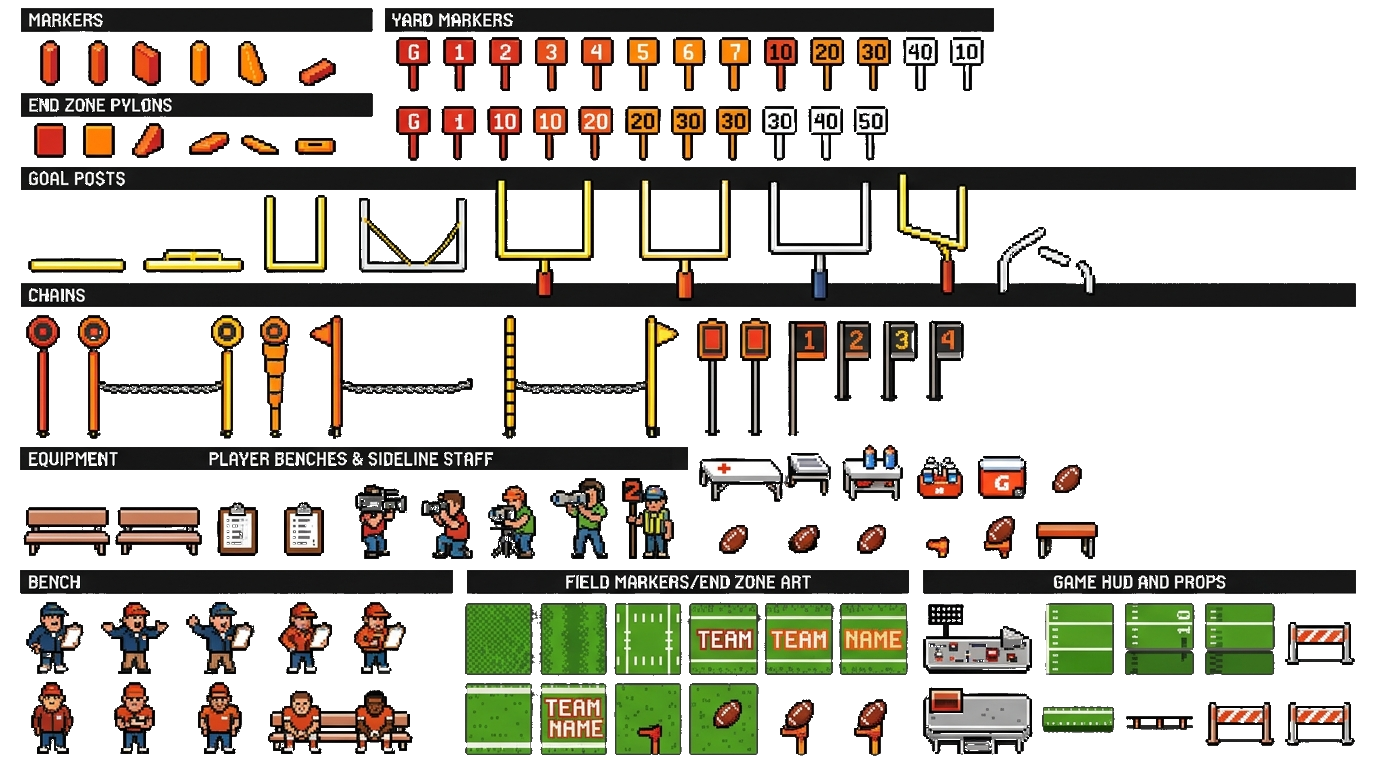 MARKERS
YARD MARKERS
G 1 2 3 4 5 6 7 10 20 30 40 10
END ZONE PYLONS
G 1 10 10 20 20 30 30 30 40 50
GOAL POSTS
CHAINS
1 2 3 4
EQUIPMENT
PLAYER BENCHES & SIDELINE STAFF
G
2
BENCH
FIELD MARKERS/END ZONE ART
GAME HUD AND PROPS
TEAM
TEAM
NAME
10
TEAM
NAME